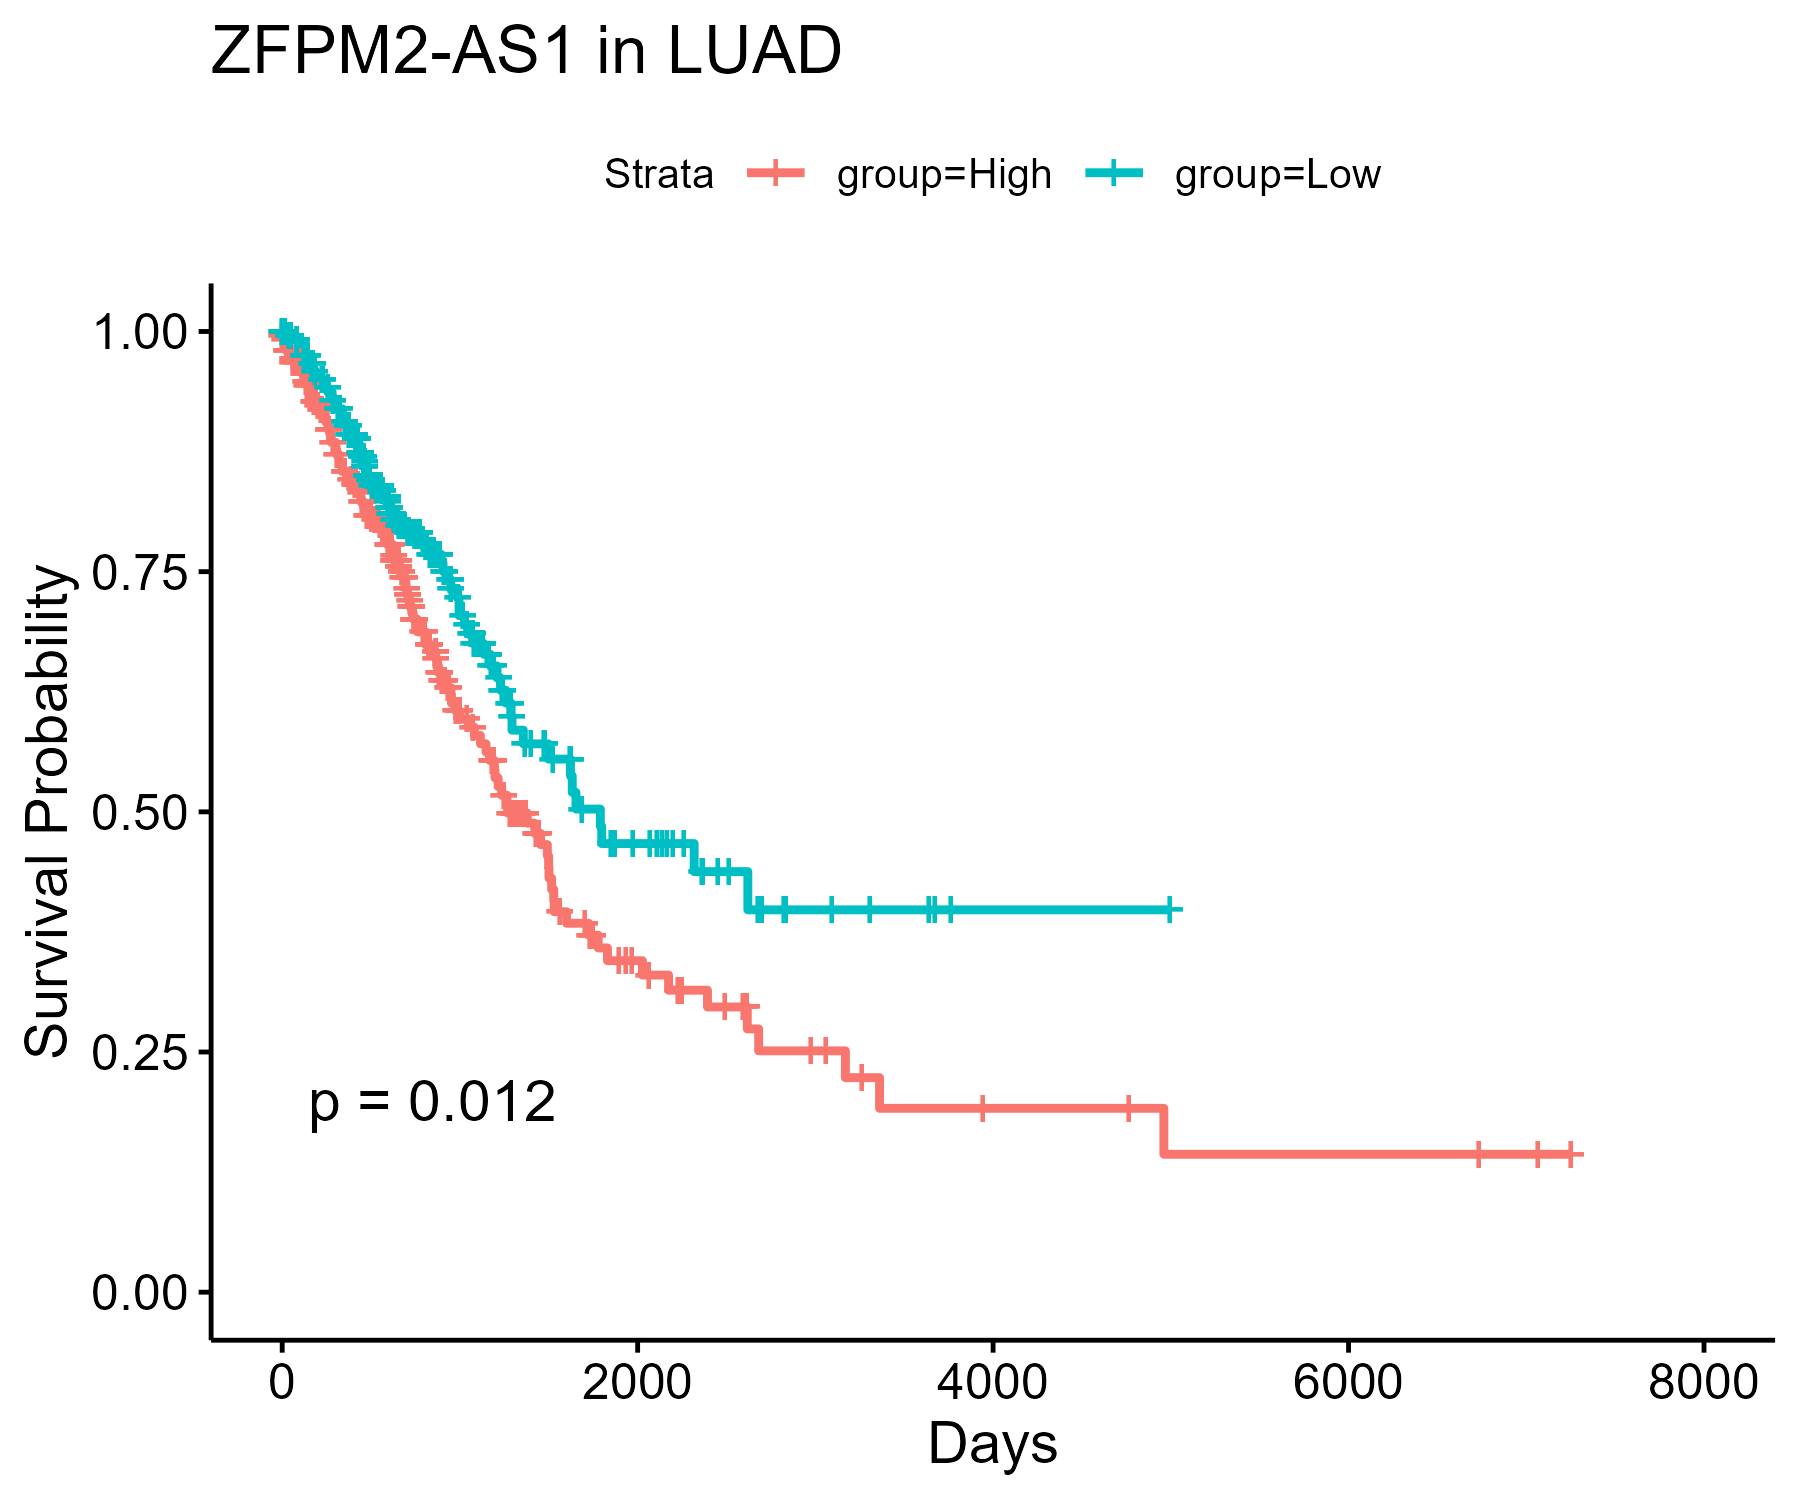 ZFPM2-AS1 in LUAD
Strata group=High group=Low
Survival Probability
1.00
0.75
0.50
0.25
0.00
p = 0.012
0 2000 4000 6000 8000
Days